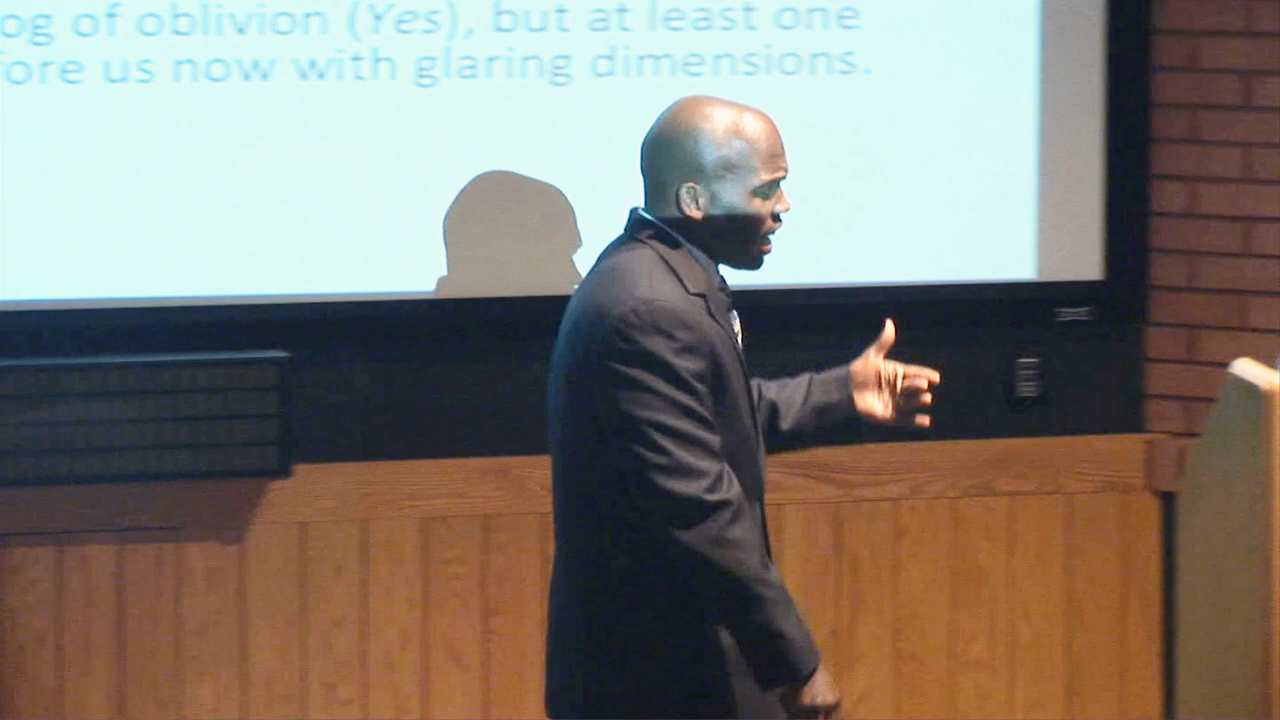 og of oblivion (Yes), but at least one
fore us now with glaring dimensions.